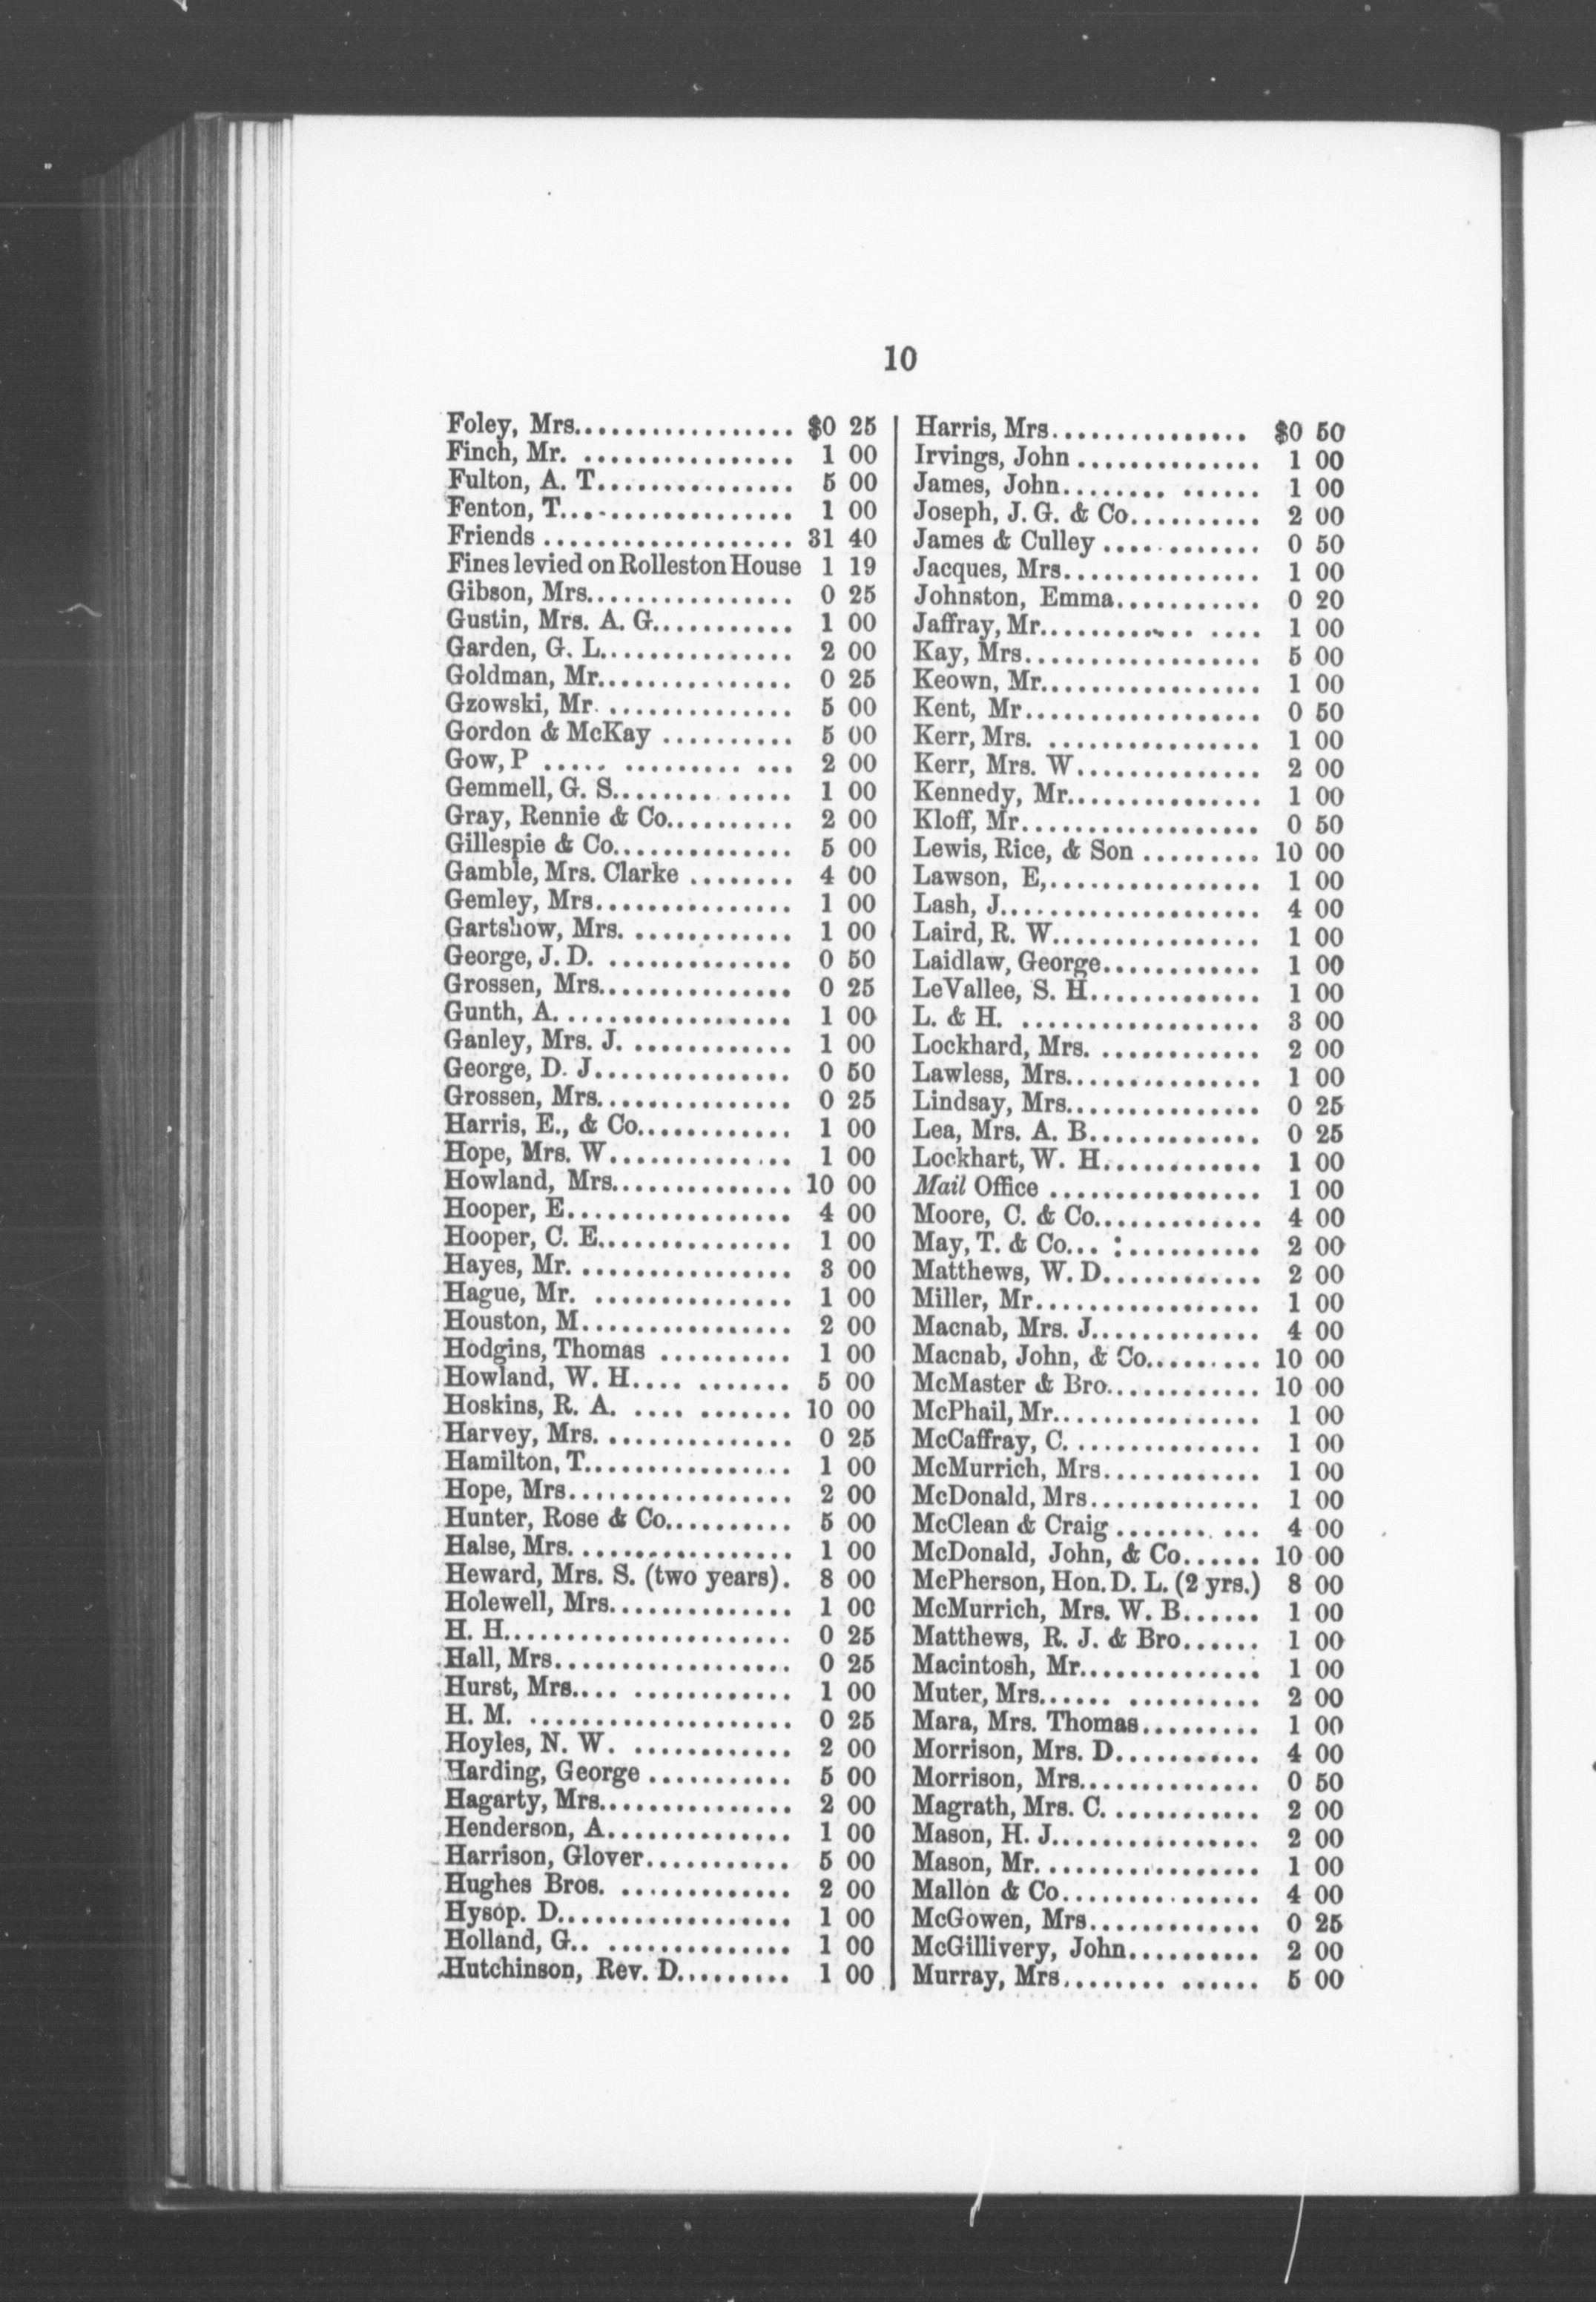 10
Foley, Mrs.................. $0 25
Finch, Mr. ................ 1 00
Fulton, A. T............... 5 00
Fenton, T.................. 1 00
Friends ................... 31 40
Fines levied on Rolleston House 1 19
Gibson, Mrs................ 0 25
Gustin, Mrs. A. G........... 1 00
Garden, G. L............... 2 00
Goldman, Mr............... 0 25
Gzowski, Mr. .............. 5 00
Gordon & McKay .......... 5 00
Gow, P ..... ......... ... 2 00
Gemmell, G. S.............. 1 00
Gray, Rennie & Co.......... 2 00
Gillespie & Co.............. 5 00
Gamble, Mrs. Clarke ........ 4 00
Gemley, Mrs............... 1 00
Gartshow, Mrs. ............ 1 00
George, J. D. .............. 0 50
Grossen, Mrs............... 0 25
Gunth, A. ................. 1 00
Ganley, Mrs. J. ............ 1 00
George, D. J............... 0 50
Grossen, Mrs............... 0 25
Harris, E., & Co............ 1 00
Hope, Mrs. W.............. 1 00
Howland, Mrs.............. 10 00
Hooper, E................. 4 00
Hooper, C. E............... 1 00
Hayes, Mr. ................ 3 00
Hague, Mr. ............... 1 00
Houston, M................ 2 00
Hodgins, Thomas .......... 1 00
Howland, W. H.... ....... 5 00
Hoskins, R. A. .... ....... 10 00
Harvey, Mrs. .............. 0 25
Hamilton, T................ 1 00
Hope, Mrs................. 2 00
Hunter, Rose & Co.......... 5 00
Halse, Mrs. ................ 1 00
Heward, Mrs. S. (two years). 8 00
Holewell, Mrs.............. 1 00
H. H...................... 0 25
Hall, Mrs.................. 0 25
Hurst, Mrs.... ............ 1 00
H. M. .................... 0 25
Hoyles, N. W. ............ 2 00
Harding, George ........... 5 00
Hagarty, Mrs............... 2 00
Henderson, A.............. 1 00
Harrison, Glover........... 5 00
Hughes Bros. ............. 2 00
Hysop. D.................. 1 00
Holland, G.. .............. 1 00
Hutchinson, Rev. D......... 1 00
Harris, Mrs............... $0 50
Irvings, John .............. 1 00
James, John........ ...... 1 00
Joseph, J. G. & Co.......... 2 00
James & Culley ............ 0 50
Jacques, Mrs............... 1 00
Johnston, Emma........... 0 20
Jaffray, Mr............ .... 1 00
Kay, Mrs.................. 5 00
Keown, Mr................. 1 00
Kent, Mr.................. 0 50
Kerr, Mrs. ................ 1 00
Kerr, Mrs. W.............. 2 00
Kennedy, Mr............... 1 00
Kloff, Mr.................. 0 50
Lewis, Rice, & Son ......... 10 00
Lawson, E,................ 1 00
Lash, J.................... 4 00
Laird, R. W................ 1 00
Laidlaw, George............ 1 00
LeVallee, S. H............. 1 00
L. & H. .................. 3 00
Lockhard, Mrs. ............ 2 00
Lawless, Mrs............... 1 00
Lindsay, Mrs............... 0 25
Lea, Mrs. A. B............. 0 25
Lockhart, W. H............ 1 00
Mail Office ................ 1 00
Moore, C. & Co............. 4 00
May, T. & Co... :.......... 2 00
Matthews, W. D............ 2 00
Miller, Mr................. 1 00
Macnab, Mrs. J............. 4 00
Macnab, John, & Co......... 10 00
McMaster & Bro............ 10 00
McPhail, Mr................ 1 00
McCaffray, C. .............. 1 00
McMurrich, Mrs............ 1 00
McDonald, Mrs............. 1 00
McClean & Craig ....... ... 4 00
McDonald, John, & Co...... 10 00
McPherson, Hon. D. L. (2 yrs.) 8 00
McMurrich, Mrs. W. B...... 1 00
Matthews, R. J. & Bro...... 1 00
Macintosh, Mr.............. 1 00
Muter, Mrs...... .......... 2 00
Mara, Mrs. Thomas......... 1 00
Morrison, Mrs. D........... 4 00
Morrison, Mrs.............. 0 50
Magrath, Mrs. C. ........... 2 00
Mason, H. J................ 2 00
Mason, Mr. ................ 1 00
Mallon & Co............... 4 00
McGowen, Mrs............. 0 25
McGillivery, John.......... 2 00
Murray, Mrs........ ...... 5 00